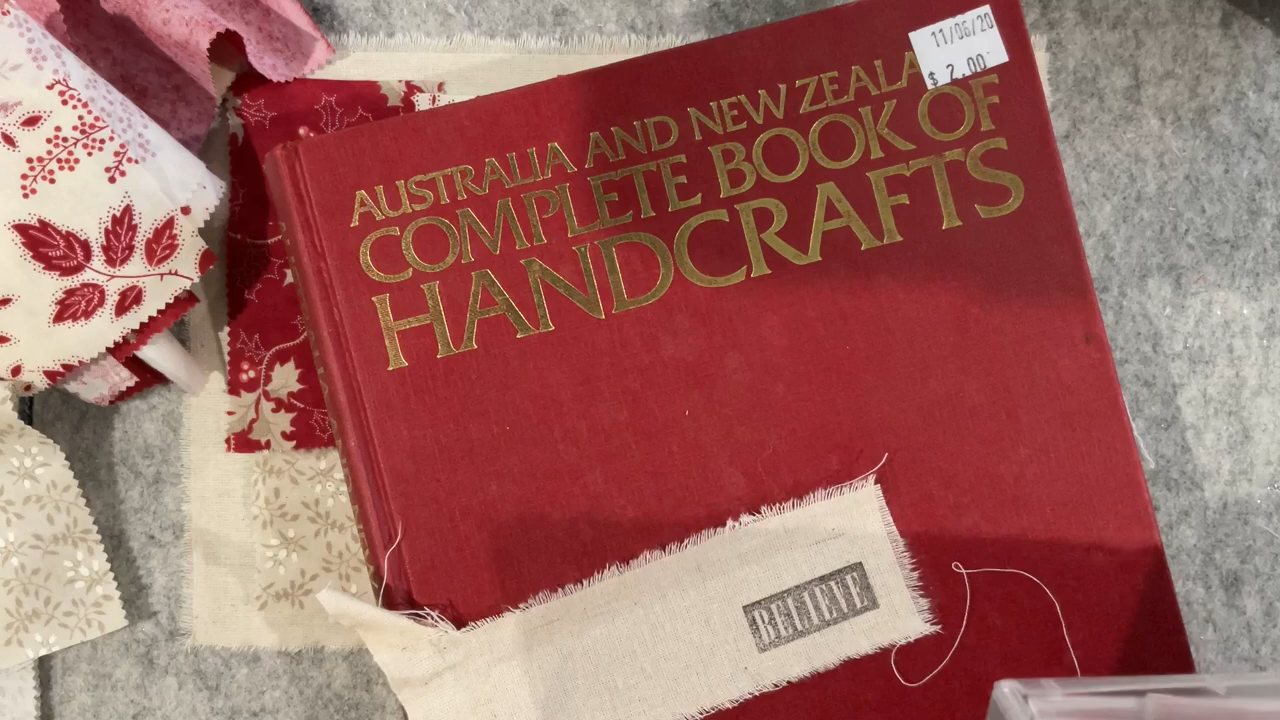 11/06/20
$ 2.00
AUSTRALIA AND NEW ZEALA
COMPLETE BOOK OF
HANDCRAFTS
BELIEVE